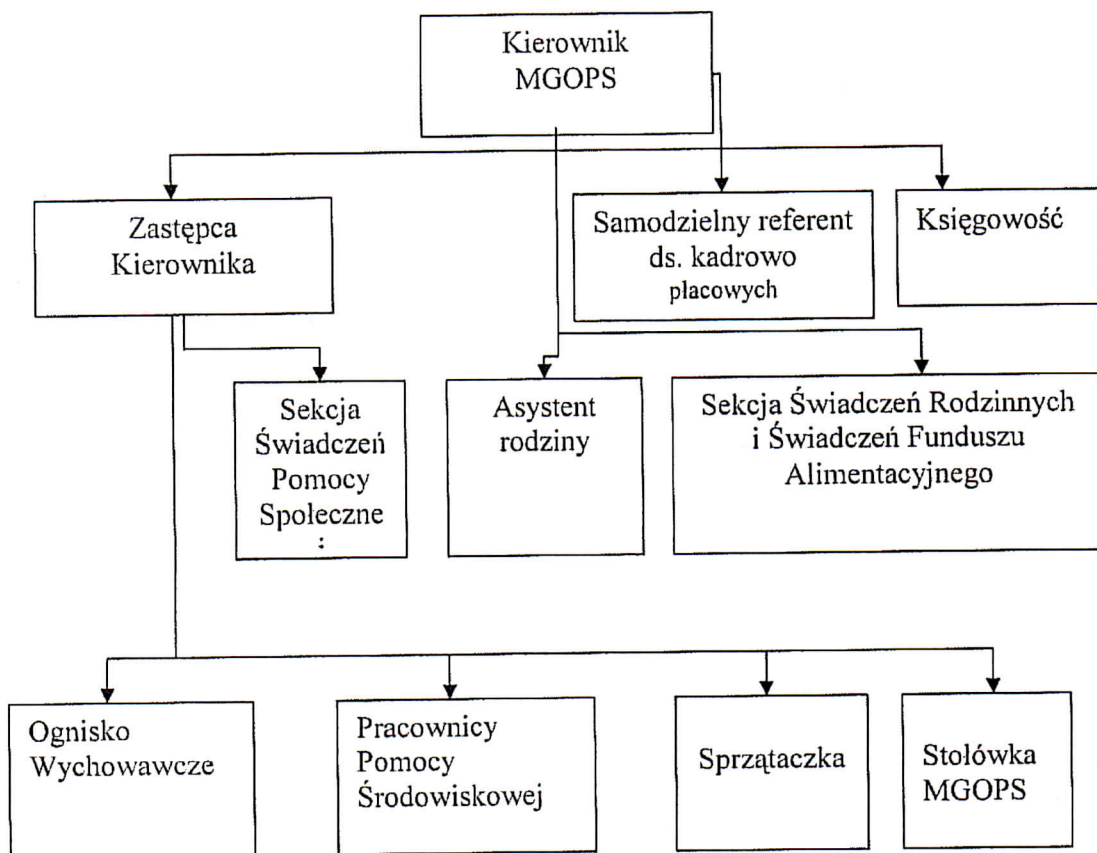 Kierownik
MGOPS
Zastępca
Kierownika
Samodzielny referent
ds. kadrowo
płacowych
Księgowość
Sekcja
Świadczeń
Pomocy
Społeczne
:
Asystent
rodziny
Sekcja Świadczeń Rodzinnych
i Świadczeń Funduszu
Alimentacyjnego
Ognisko
Wychowawcze
Pracownicy
Pomocy
Środowiskowej
Sprzątaczka
Stołówka
MGOPS